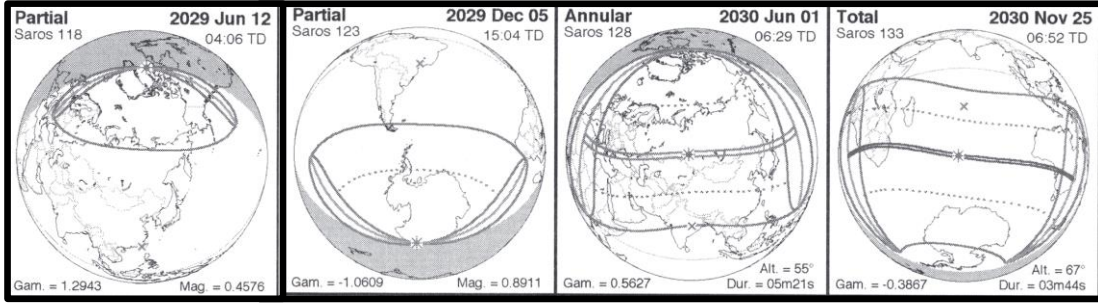 Partial 2029 Jun 12
Saros 118 04:06 TD
Gam. = 1.2943 Mag. = 0.4576
Partial 2029 Dec 05
Saros 123 15:04 TD
Gam. = -1.0609 Mag. = 0.8911
Annular 2030 Jun 01
Saros 128 06:29 TD
Alt. = 55°
Gam. = 0.5627 Dur. = 05m21s
Total 2030 Nov 25
Saros 133 06:52 TD
Alt. = 67°
Gam. = -0.3867 Dur. = 03m44s